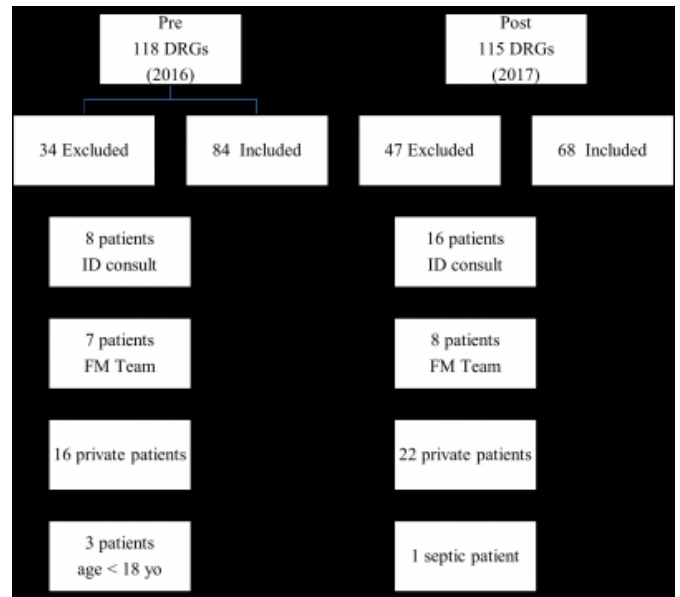 Pre
118 DRGs
(2016)
Post
115 DRGs
(2017)
34 Excluded
84 Included
47 Excluded
68 Included
8 patients
ID consult
16 patients
ID consult
7 patients
FM Team
8 patients
FM Team
16 private patients
22 private patients
3 patients
age < 18 yo
1 septic patient